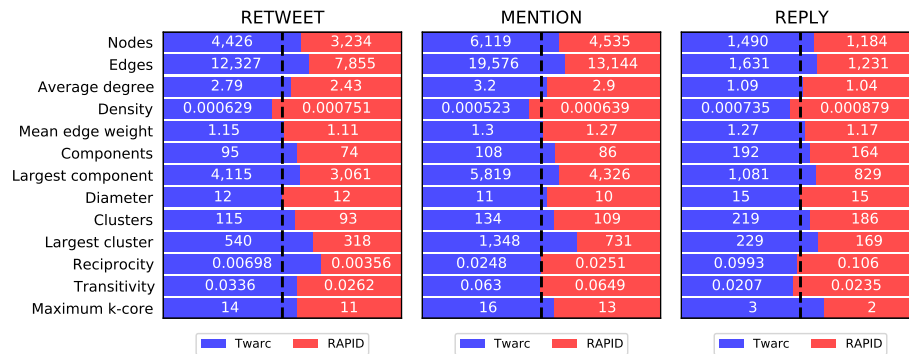 RETWEET MENTION REPLY
Nodes 4,426 3,234 6,119 4,535 1,490 1,184
Edges 12,327 7,855 19,576 13,144 1,631 1,231
Average degree 2.79 2.43 3.2 2.9 1.09 1.04
Density 0.000629 0.000751 0.000523 0.000639 0.000735 0.000879
Mean edge weight 1.15 1.11 1.3 1.27 1.27 1.17
Components 95 74 108 86 192 164
Largest component 4,115 3,061 5,819 4,326 1,081 829
Diameter 12 12 11 10 15 15
Clusters 115 93 134 109 219 186
Largest cluster 540 318 1,348 731 229 169
Reciprocity 0.00698 0.00356 0.0248 0.0251 0.0993 0.106
Transitivity 0.0336 0.0262 0.063 0.0649 0.0207 0.0235
Maximum k-core 14 11 16 13 3 2
Twarc RAPID Twarc RAPID Twarc RAPID